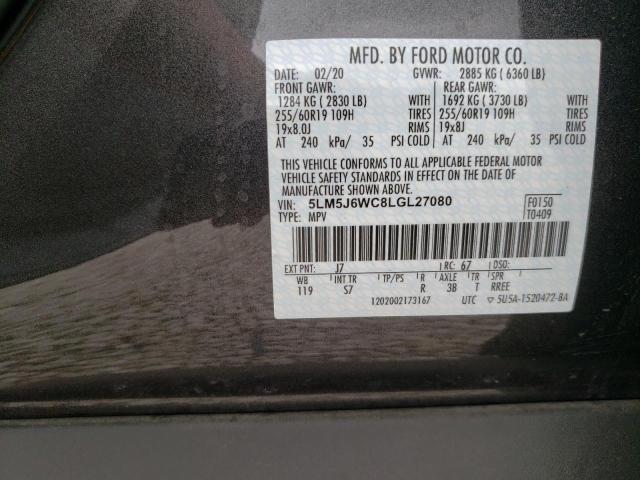 MFD. BY FORD MOTOR CO.
DATE: 02/20 GVWR: 2885 KG ( 6360 LB)
FRONT GAWR: REAR GAWR:
1284 KG ( 2830 LB) WITH 1692 KG ( 3730 LB) WITH
255/60R19 109H TIRES 255/60R19 109H TIRES
19x8.0J RIMS 19x8J RIMS
AT 240 kPa/ 35 PSI COLD AT 240 kPa/ 35 PSI COLD
THIS VEHICLE CONFORMS TO ALL APPLICABLE FEDERAL MOTOR
VEHICLE SAFETY STANDARDS IN EFFECT ON THE DATE OF
MANUFACTURE SHOWN ABOVE.
VIN: 5LM5J6WC8LGL27080 F0150
TYPE: MPV T0409
EXT PNT: J7 RC: 67 DSO:
WB INT TR TP/PS R AXLE TR SPR
119 S7 R 3B T RREE
1202002173167 UTC ▽ 5U5A-1520472-BA